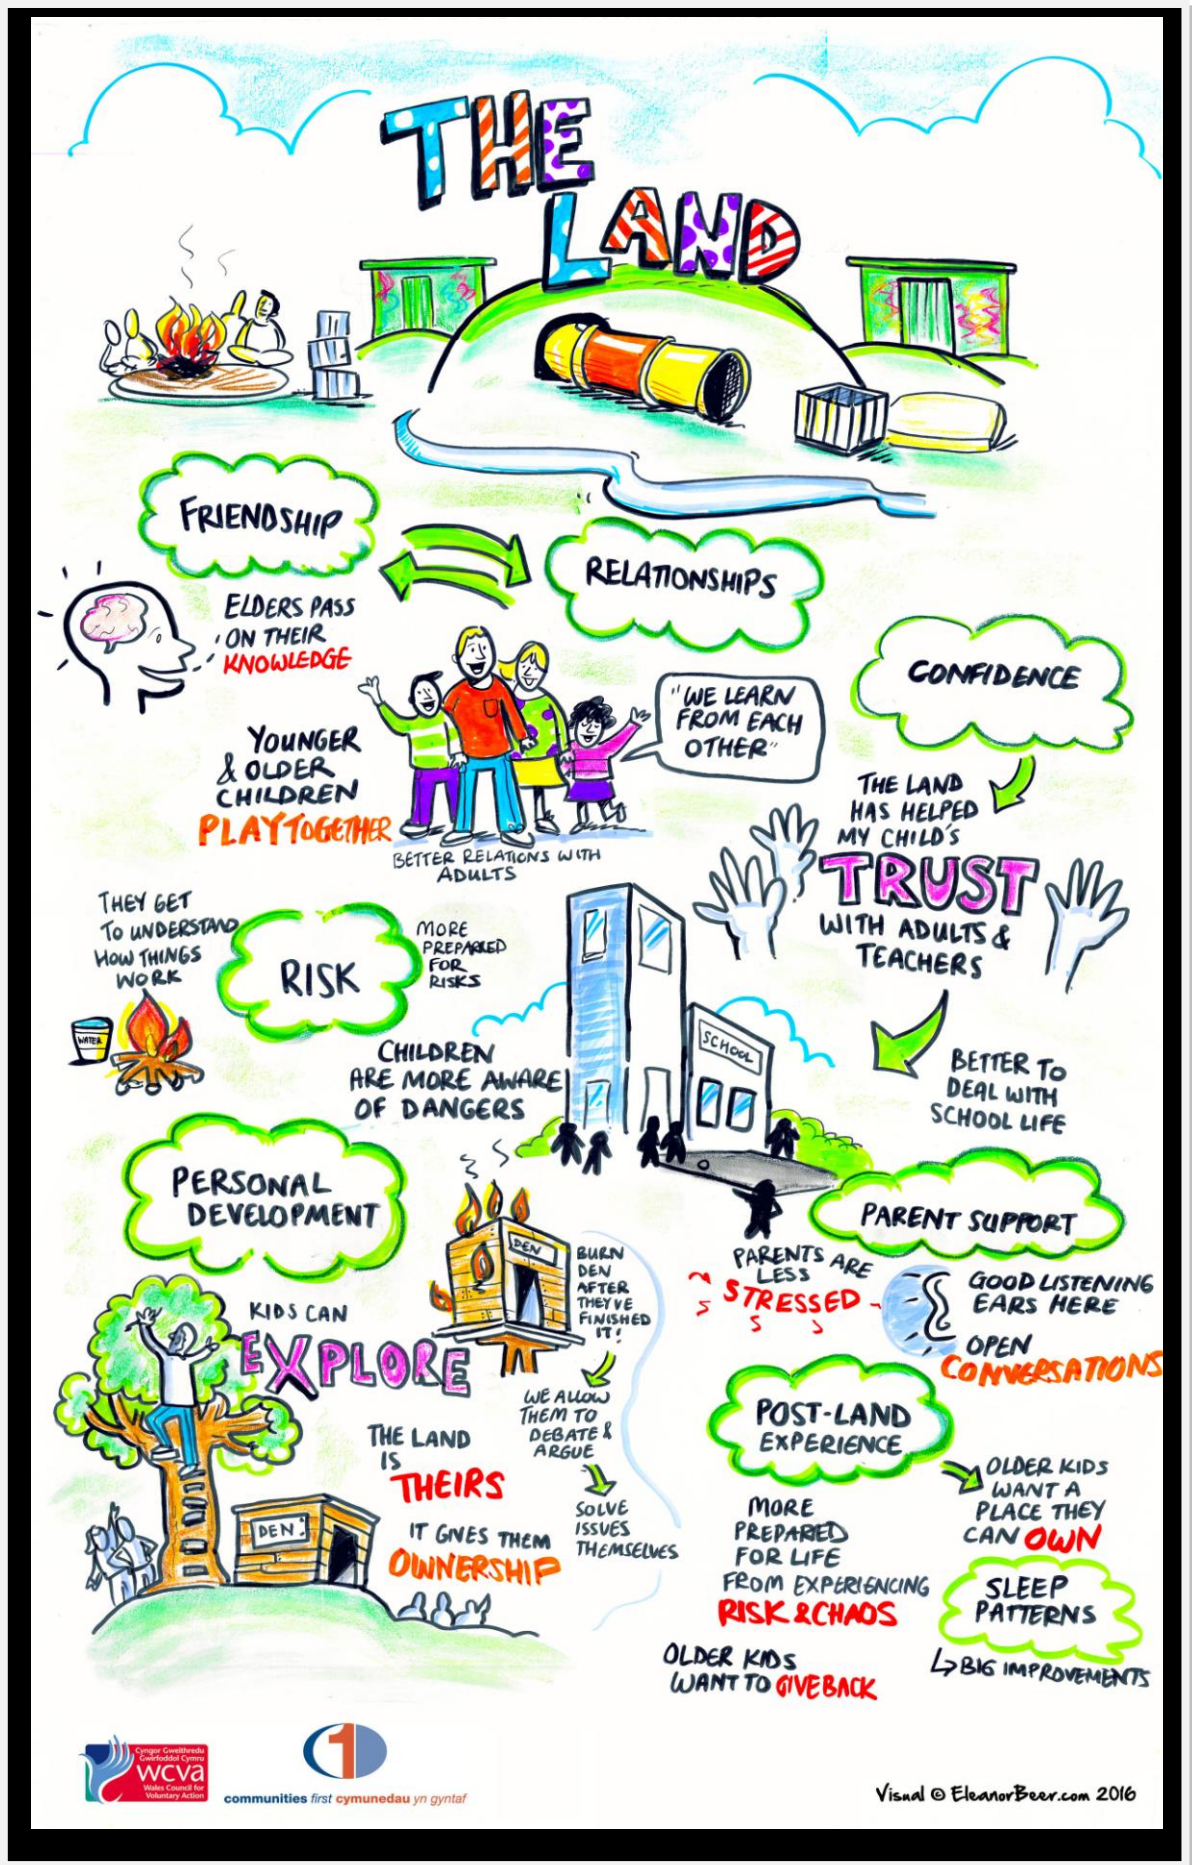 THE
LAND
FRIENDSHIP
RELATIONSHIPS
ELDERS PASS
ON THEIR
KNOWLEDGE
YOUNGER
& OLDER
CHILDREN
PLAY TOGETHER
"WE LEARN
FROM EACH
OTHER"
BETTER RELATIONS WITH
ADULTS
CONFIDENCE
THE LAND
HAS HELPED
MY CHILD'S
TRUST
WITH ADULTS &
TEACHERS
THEY GET
TO UNDERSTAND
HOW THINGS
WORK
WATER
RISK
MORE
PREPARED
FOR
RISKS
CHILDREN
ARE MORE AWARE
OF DANGERS
SCHOOL
BETTER TO
DEAL WITH
SCHOOL LIFE
PERSONAL
DEVELOPMENT
KIDS CAN
EXPLORE
DEN
BURN
DEN
AFTER
THEYVE
FINISHED
IT!
WE ALLOW
THEM TO
DEBATE &
ARGUE
SOLVE
ISSUES
THEMSELVES
THE LAND
IS
THEIRS
IT GIVES THEM
OWNERSHIP
DEN
PARENT SUPPORT
PARENTS ARE
LESS
STRESSED
GOOD LISTENING
EARS HERE
OPEN
CONVERSATIONS
POST-LAND
EXPERIENCE
OLDER KIDS
WANT A
PLACE THEY
CAN OWN
MORE
PREPARED
FOR LIFE
FROM EXPERIENCING
RISK & CHAOS
OLDER KIDS
WANT TO GIVE BACK
SLEEP
PATTERNS
BIG IMPROVEMENTS
Cyngor Gweithredu
Gwirfoddol Cymru
wcva
Wales Council for
Voluntary Action
1
communities first cymunedau yn gyntaf
Visual © EleanorBeer.com 2016